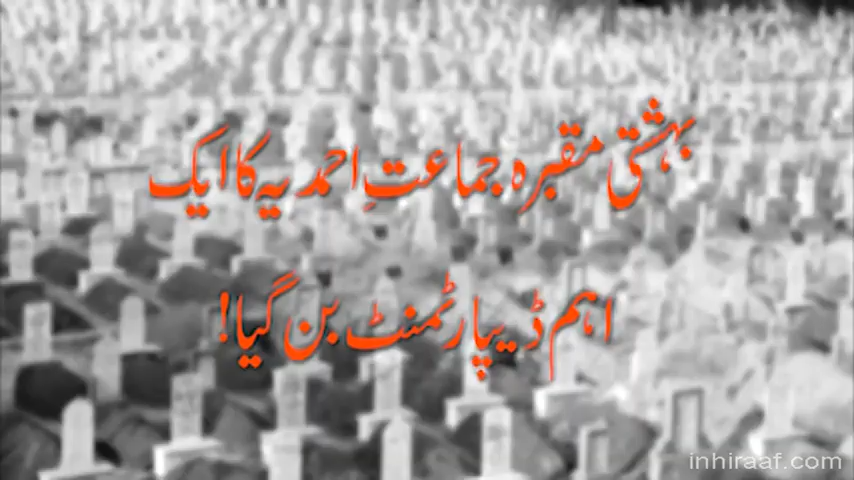 بہشتی مقبرہ جماعتِ احمدیہ کا ایک
اہم ڈیپارٹمنٹ بن گیا!
inhiraaf.com